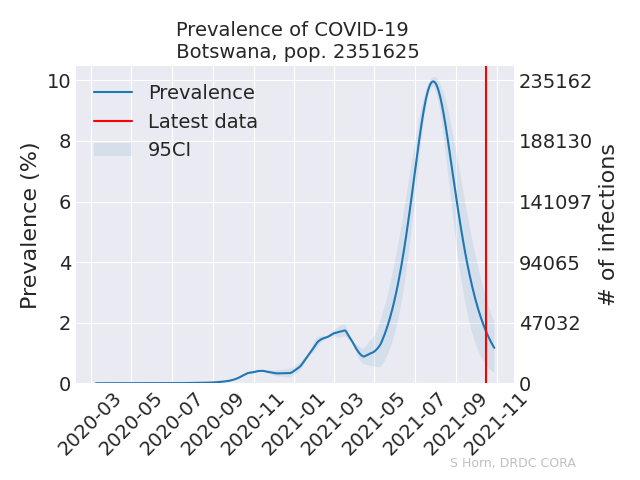 Prevalence of COVID-19
Botswana, pop. 2351625
Prevalence
Latest data
95CI
Prevalence (%)
10
8
6
4
2
0
235162
188130
141097
94065
47032
0
# of infections
2020-03
2020-05
2020-07
2020-09
2020-11
2021-01
2021-03
2021-05
2021-07
2021-09
2021-11
S Horn, DRDC CORA